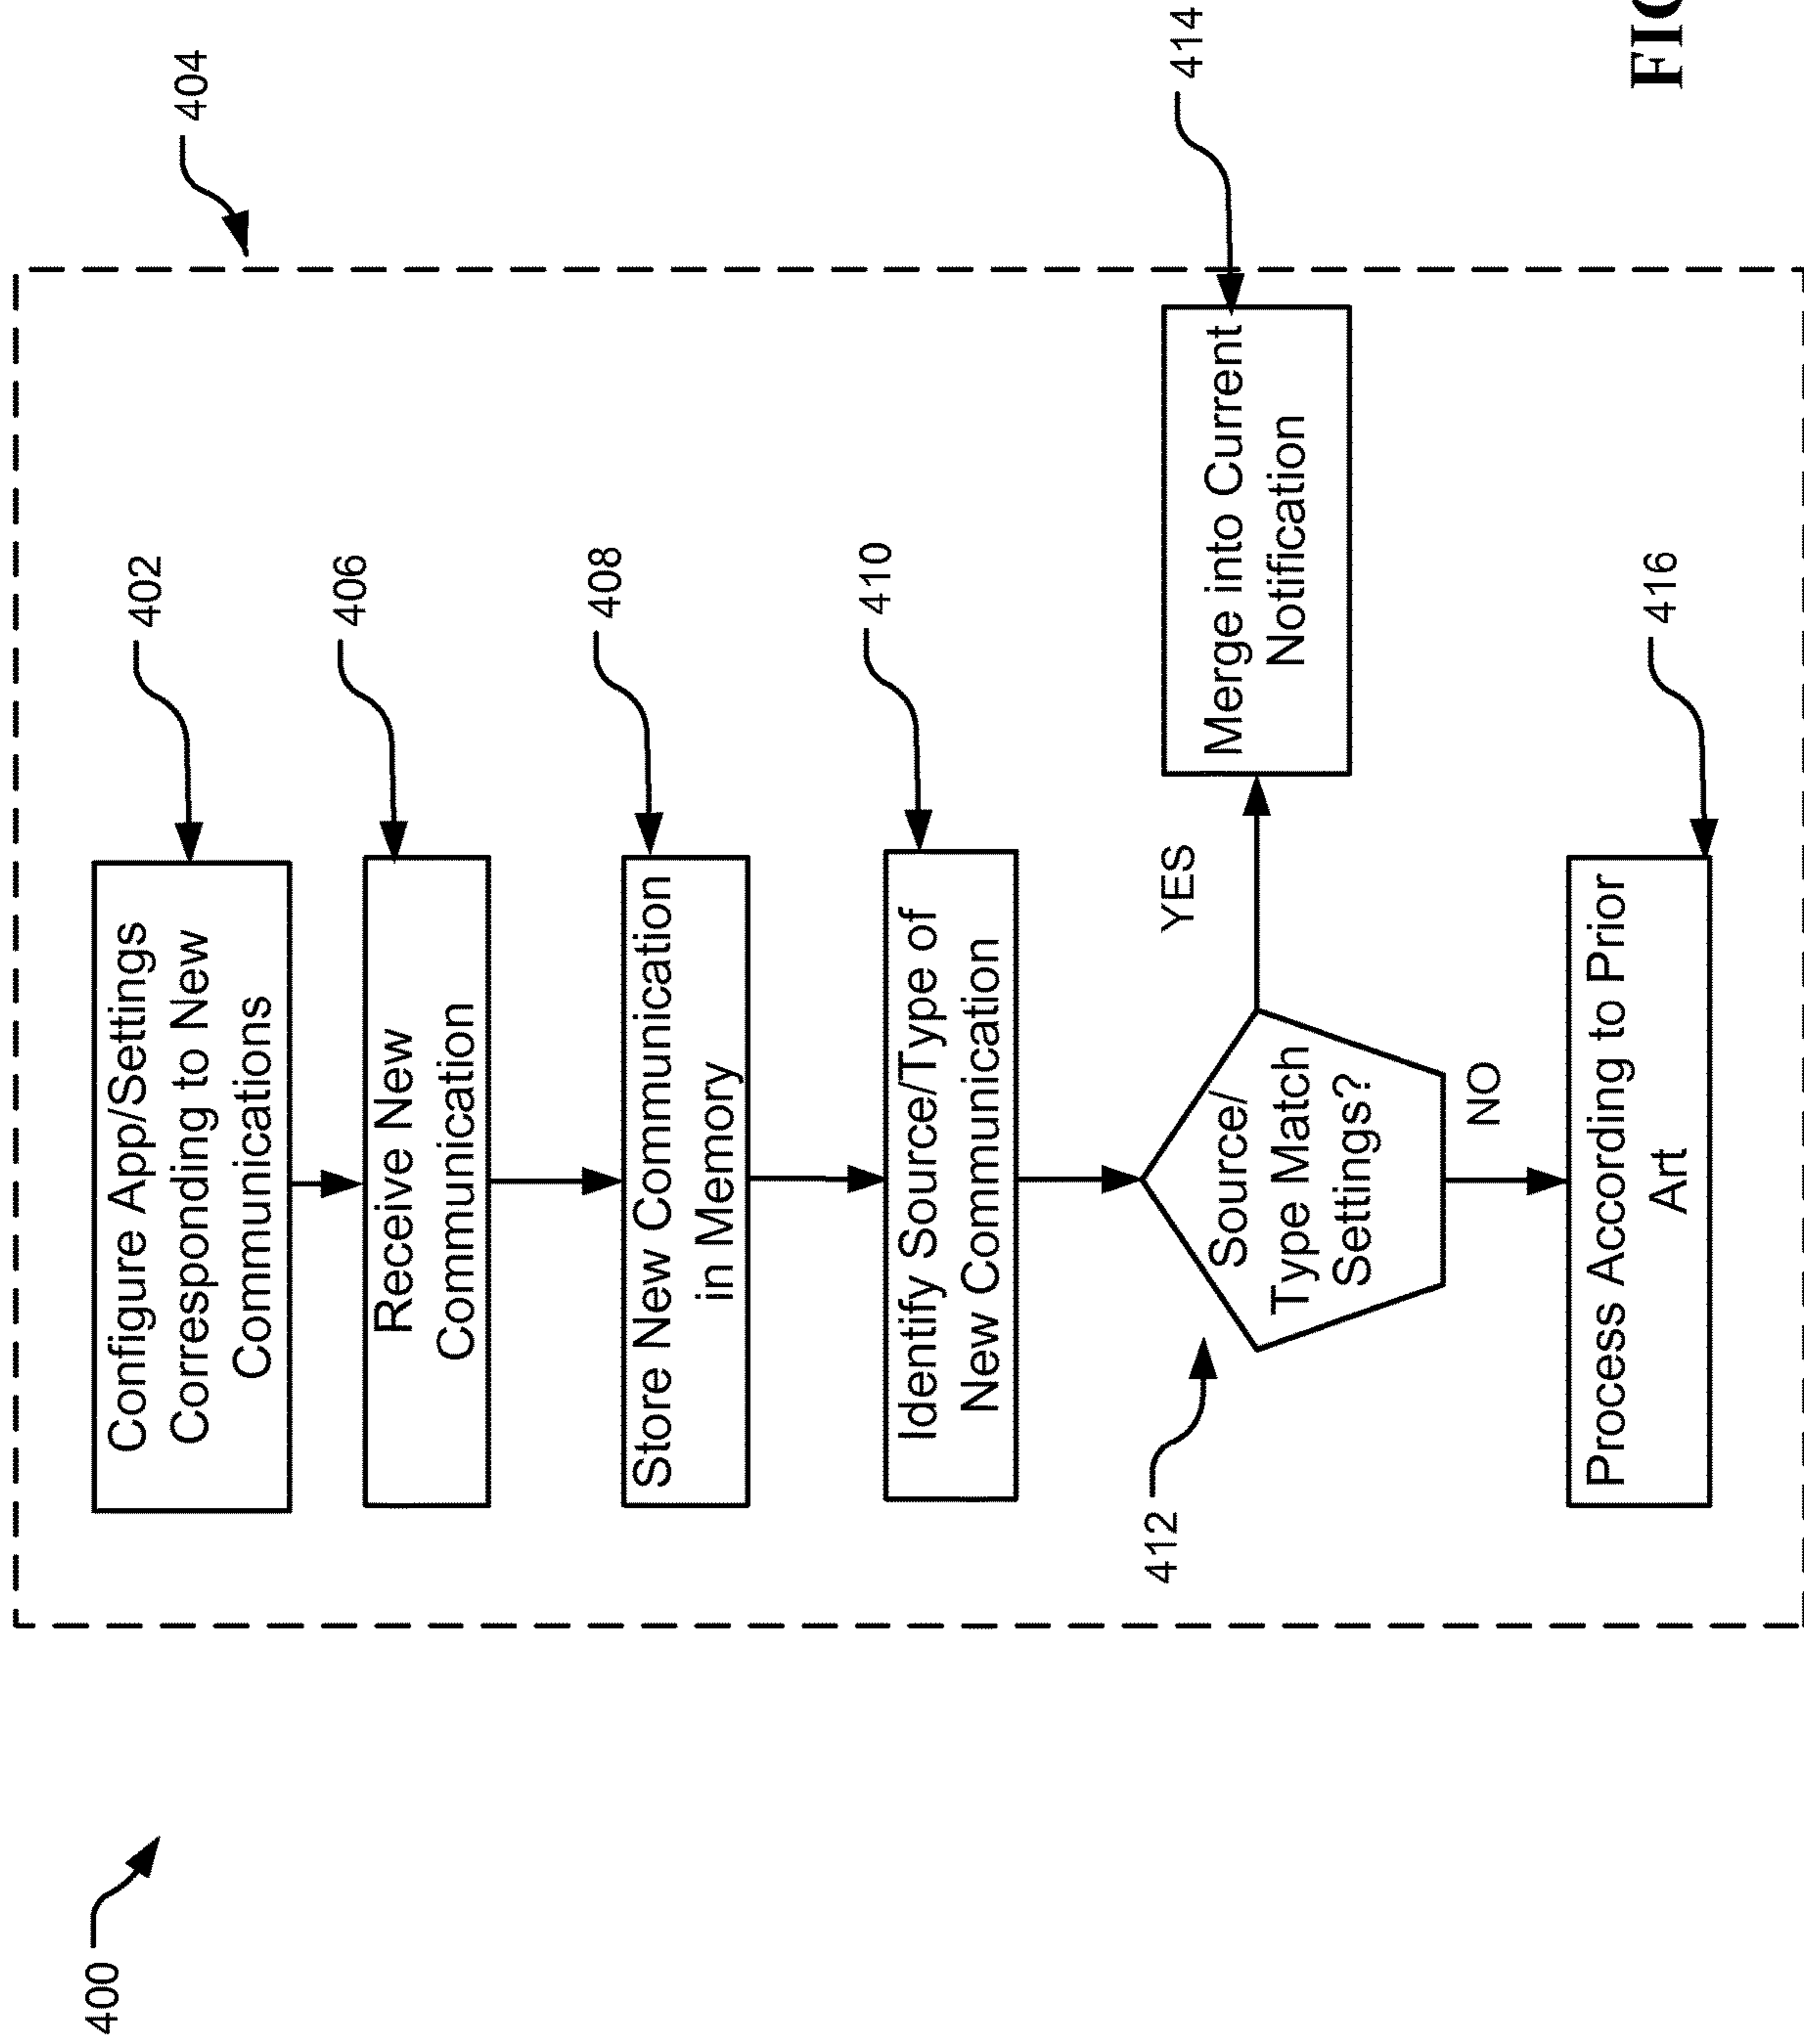 400
404
402
Configure App/Settings
Corresponding to New
Communications
406
Receive New
Communication
408
Store New Communication
in Memory
410
Identify Source/Type of
New Communication
412
Source/
Type Match
Settings?
YES
414
Merge into Current
Notification
NO
416
Process According to Prior
Art